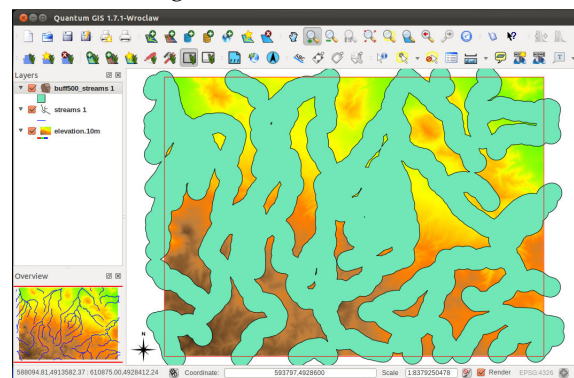 Quantum GIS 1.7.1-Wroclaw
Layers
buff500_streams 1
streams 1
elevation.10m
Overview
N
588094.81,4913582.37 : 610875.00,4928412.24
Coordinate:
593797,4928600
Scale
1:8379250478
Render
EPSG:4326